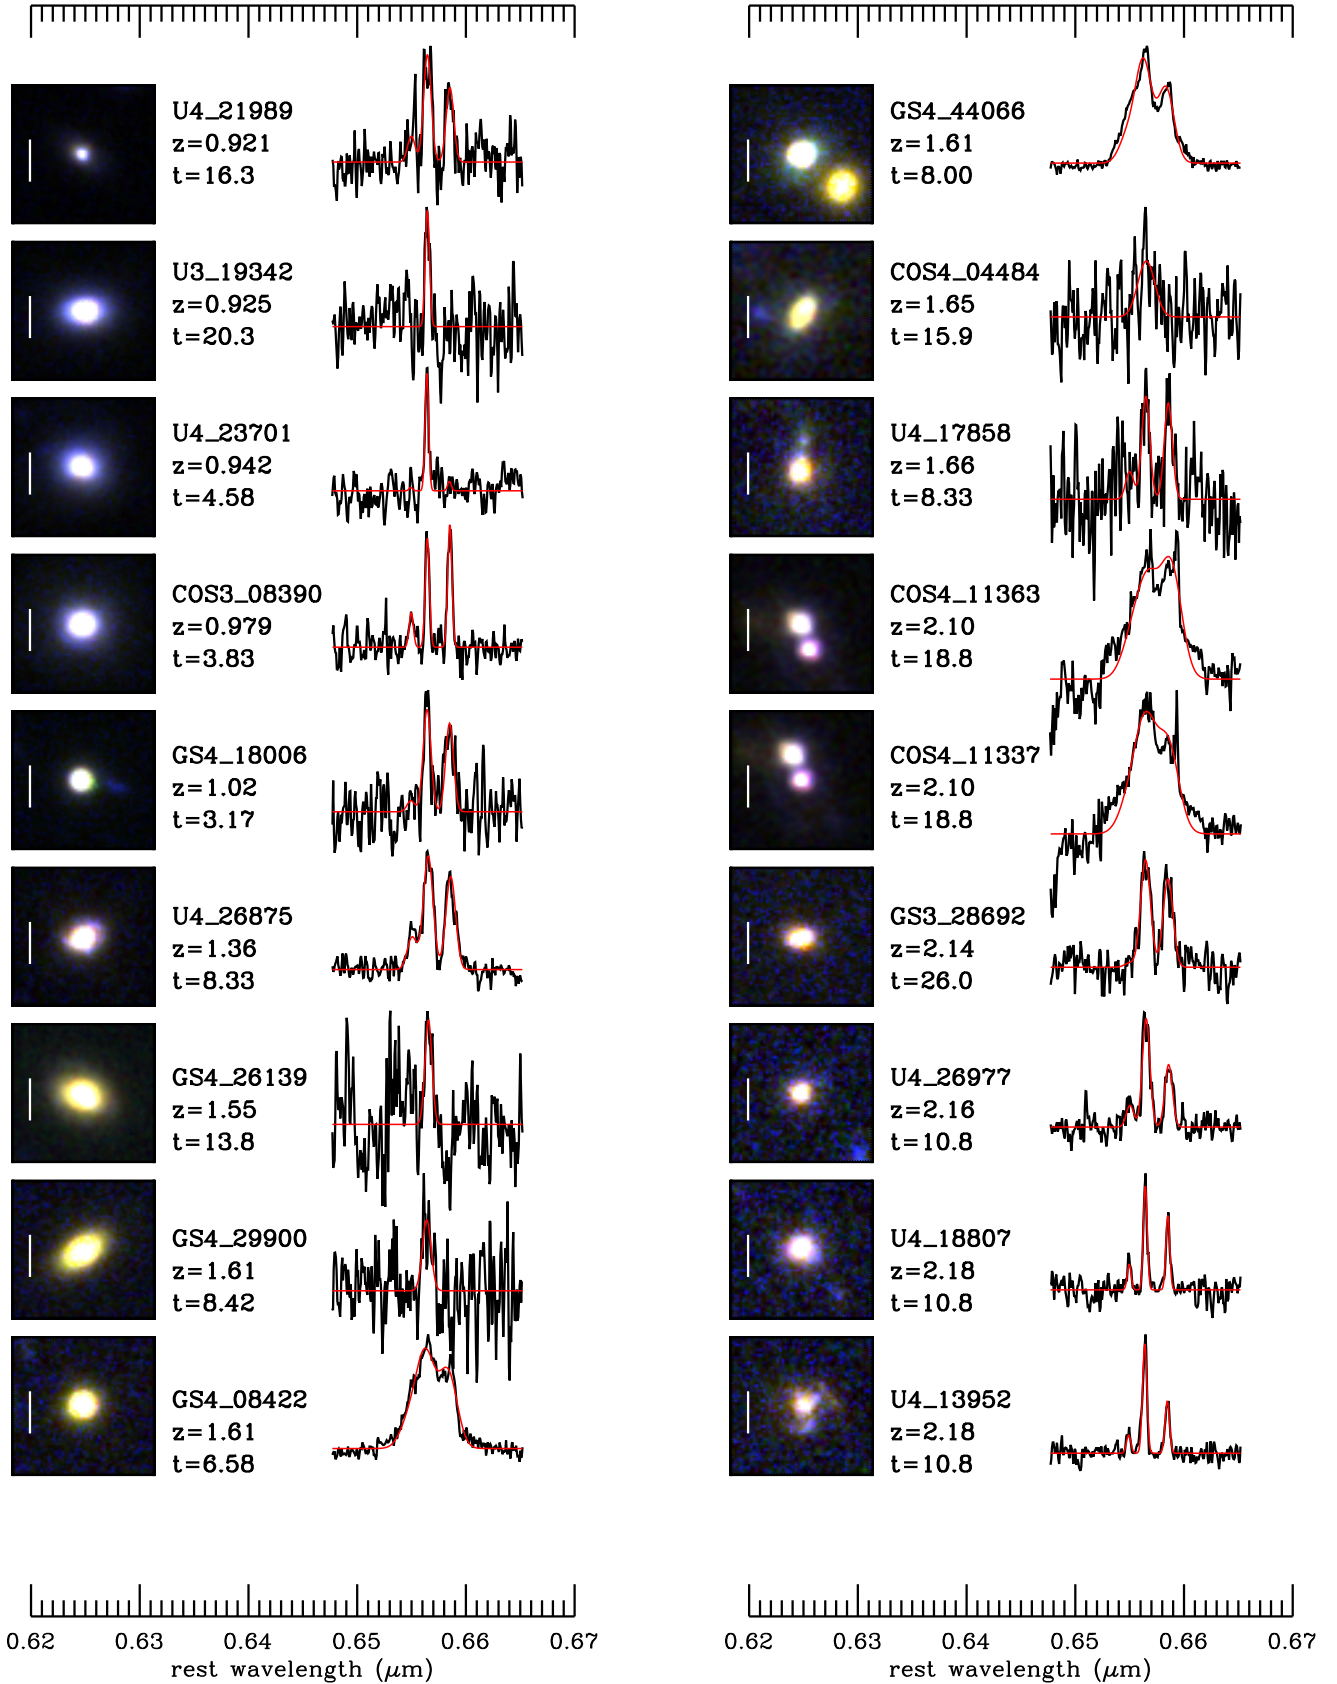 U4_21989
z=0.921
t=16.3
U3_19342
z=0.925
t=20.3
U4_23701
z=0.942
t=4.58
COS3_08390
z=0.979
t=3.83
GS4_18006
z=1.02
t=3.17
U4_26875
z=1.36
t=8.33
GS4_26139
z=1.55
t=13.8
GS4_29900
z=1.61
t=8.42
GS4_08422
z=1.61
t=6.58
0.62 0.63 0.64 0.65 0.66 0.67
rest wavelength (μm)
GS4_44066
z=1.61
t=8.00
COS4_04484
z=1.65
t=15.9
U4_17858
z=1.66
t=8.33
COS4_11363
z=2.10
t=18.8
COS4_11337
z=2.10
t=18.8
GS3_28692
z=2.14
t=26.0
U4_26977
z=2.16
t=10.8
U4_18807
z=2.18
t=10.8
U4_13952
z=2.18
t=10.8
0.62 0.63 0.64 0.65 0.66 0.67
rest wavelength (μm)